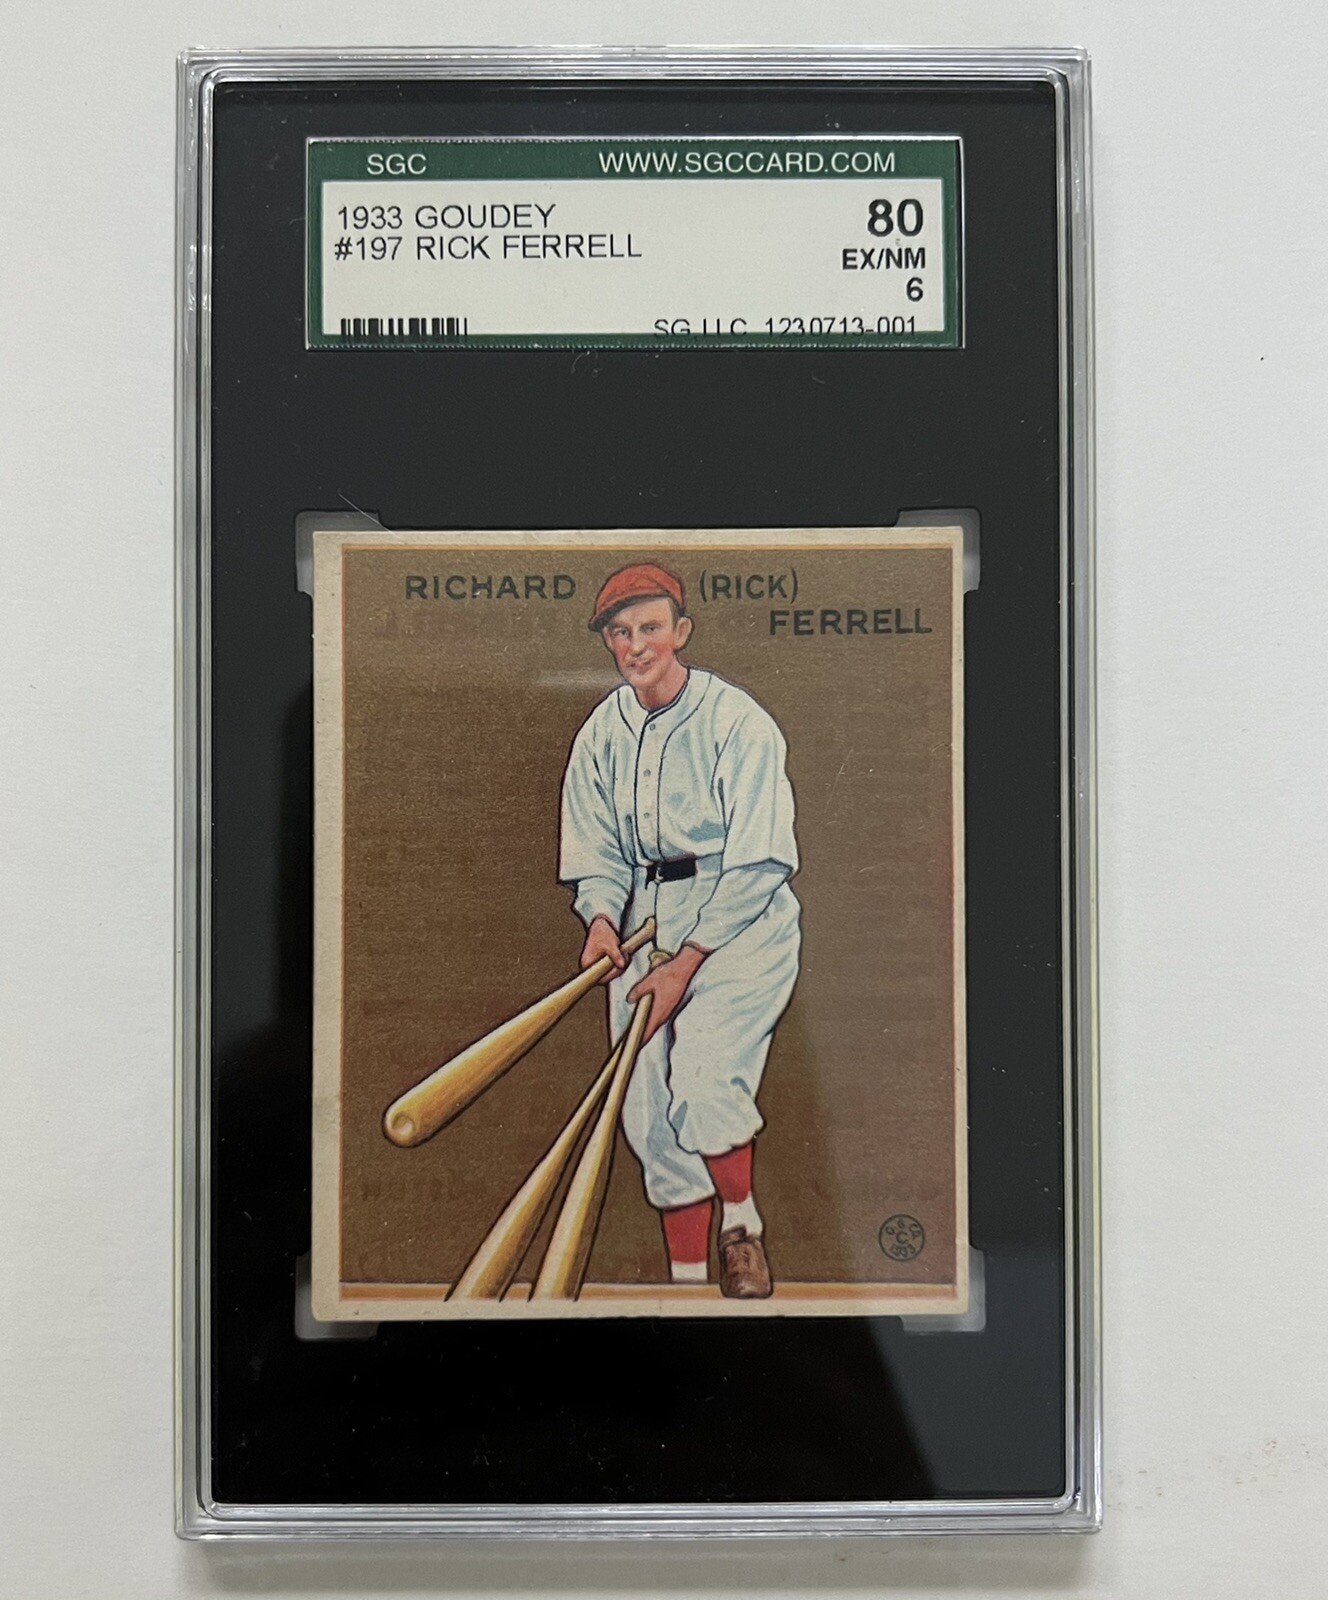 SGC WWW.SGCCARD.COM
1933 GOUDEY 80
#197 RICK FERRELL EX/NM
6
SG, LLC 1230713-001
RICHARD (RICK)
FERRELL